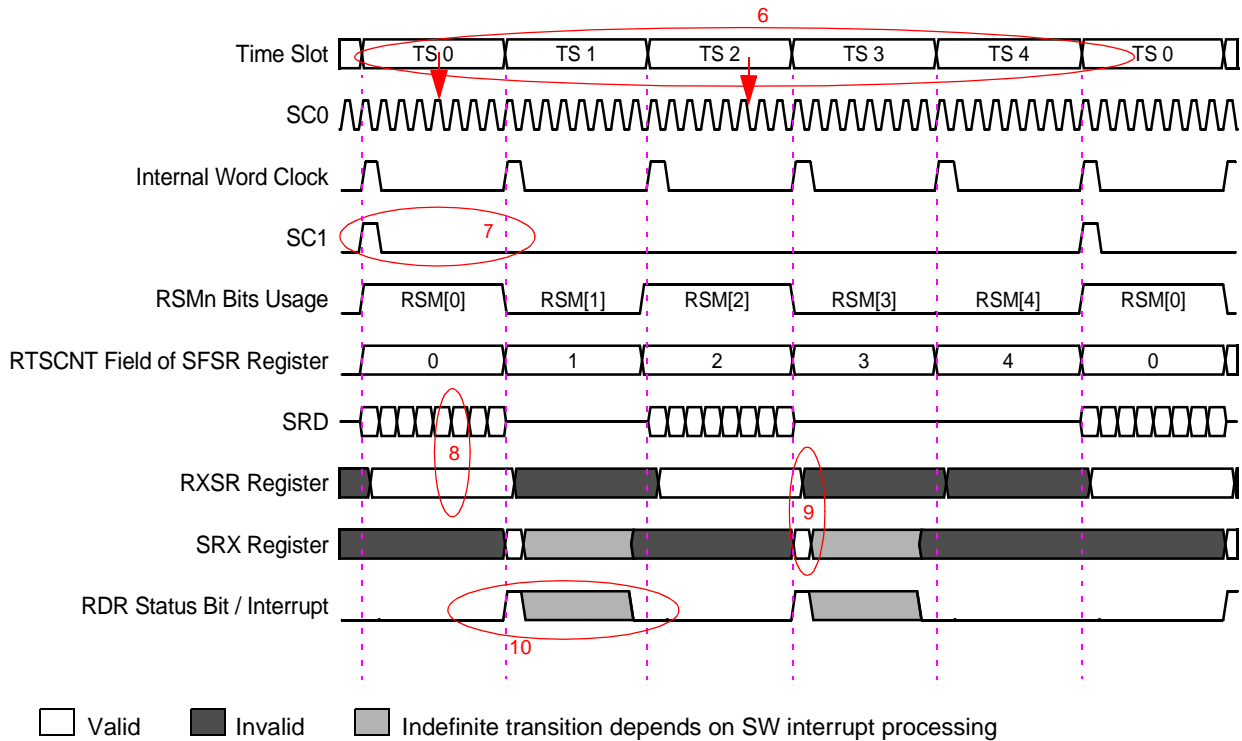 6
Time Slot TS 0 TS 1 TS 2 TS 3 TS 4 TS 0
SC0
Internal Word Clock
SC1 7
RSMn Bits Usage RSM[0] RSM[1] RSM[2] RSM[3] RSM[4] RSM[0]
RTSCNT Field of SFSR Register 0 1 2 3 4 0
SRD
8
RXSR Register
9
SRX Register
RDR Status Bit / Interrupt
10
Valid Invalid Indefinite transition depends on SW interrupt processing